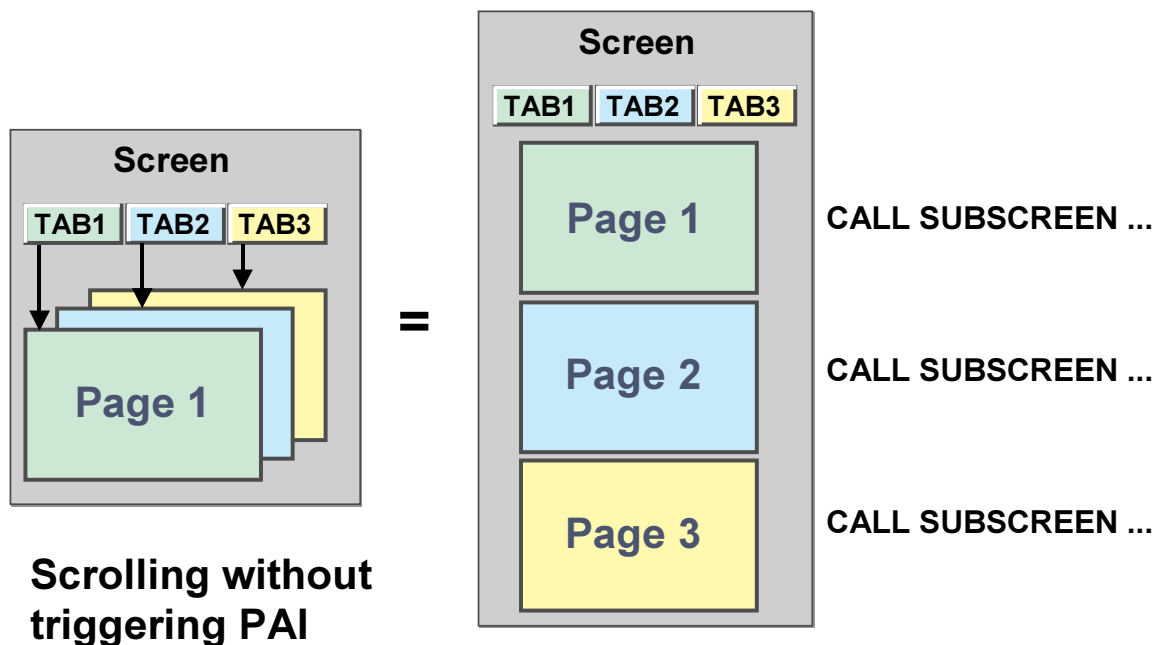 Screen
TAB1 TAB2 TAB3
Page 1
Scrolling without
triggering PAI
=
Screen
TAB1 TAB2 TAB3
Page 1
CALL SUBSCREEN ...
Page 2
CALL SUBSCREEN ...
Page 3
CALL SUBSCREEN ...